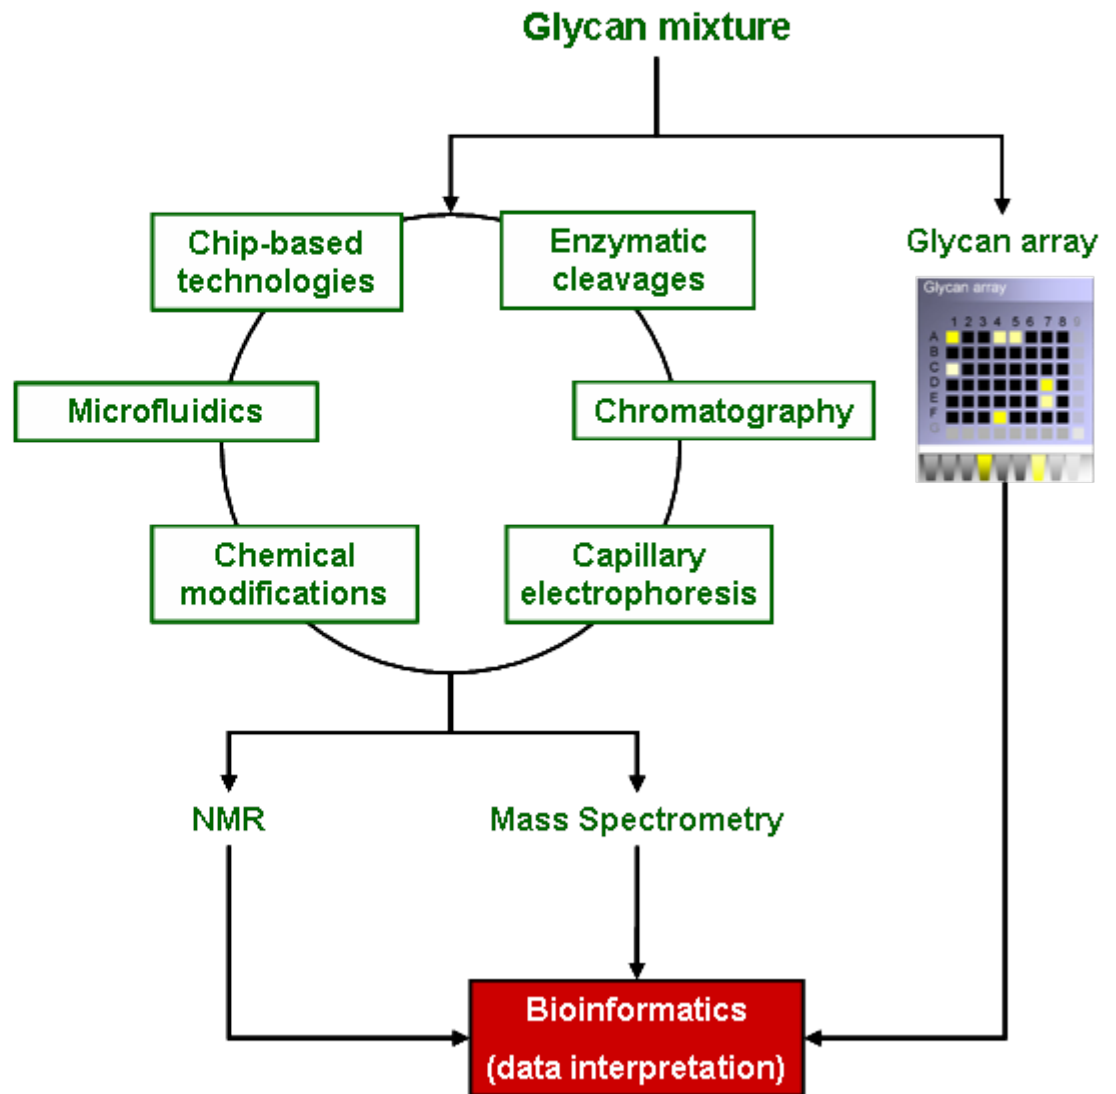 Glycan mixture
Chip-based
technologies
Enzymatic
cleavages
Glycan array
Glycan array
1 2 3 4 5 6 7 8 9
A
B
C
D
E
F
G
Microfluidics
Chromatography
Chemical
modifications
Capillary
electrophoresis
NMR
Mass Spectrometry
Bioinformatics
(data interpretation)